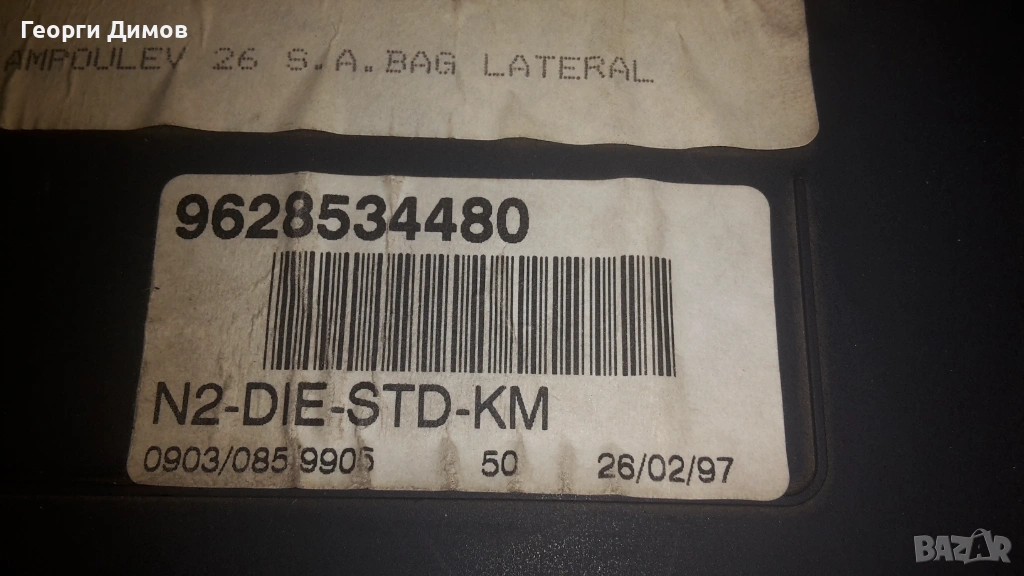 Георги Димов
AMPOULEV 26 S.A.BAG LATERAL
9628534480
N2-DIE-STD-KM
0903/085 9905 50 26/02/97
BAZAR